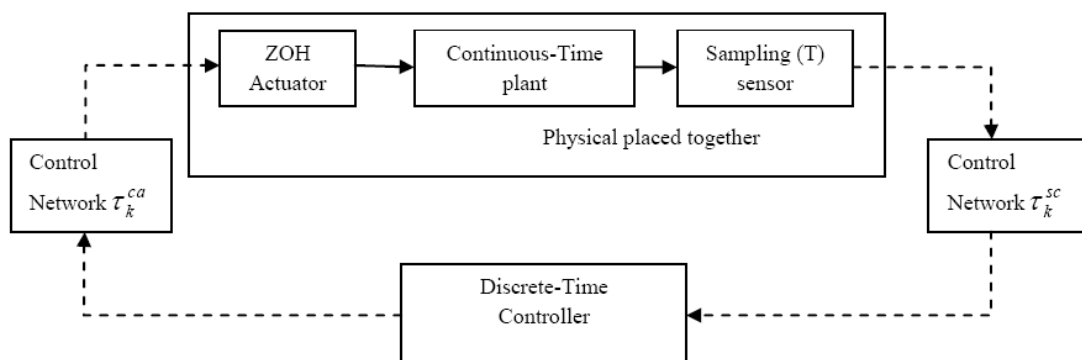 ZOH
Actuator
Continuous-Time
plant
Sampling (T)
sensor
Physical placed together
Control
Network τ_k^{ca}
Control
Network τ_k^{sc}
Discrete-Time
Controller